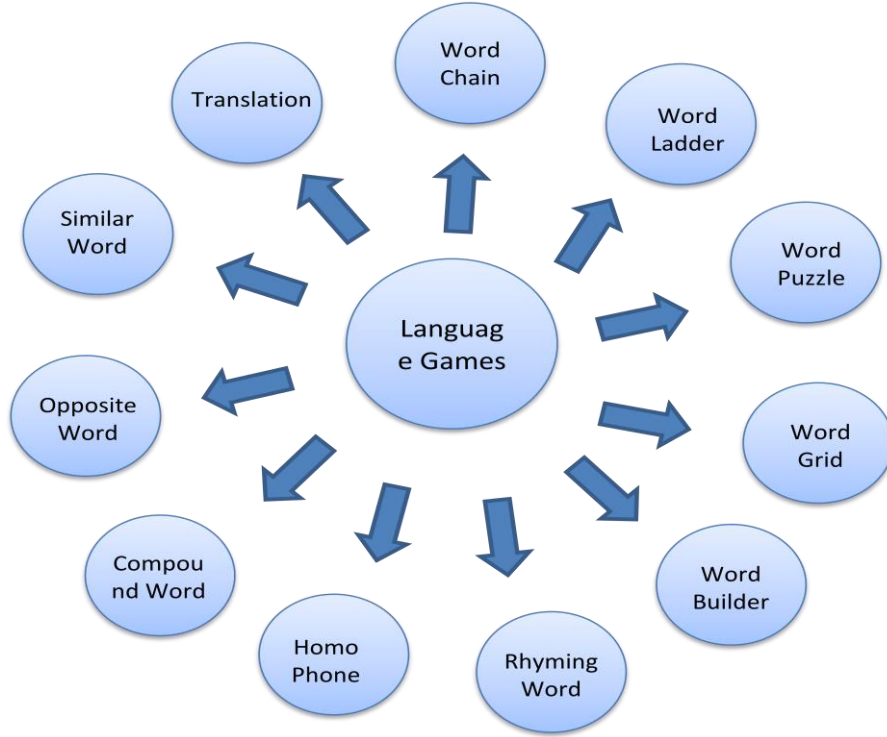 Word
Chain
Word
Ladder
Word
Puzzle
Word
Grid
Word
Builder
Rhyming
Word
Homo
Phone
Compou
nd Word
Opposite
Word
Similar
Word
Translation
Languag
e Games